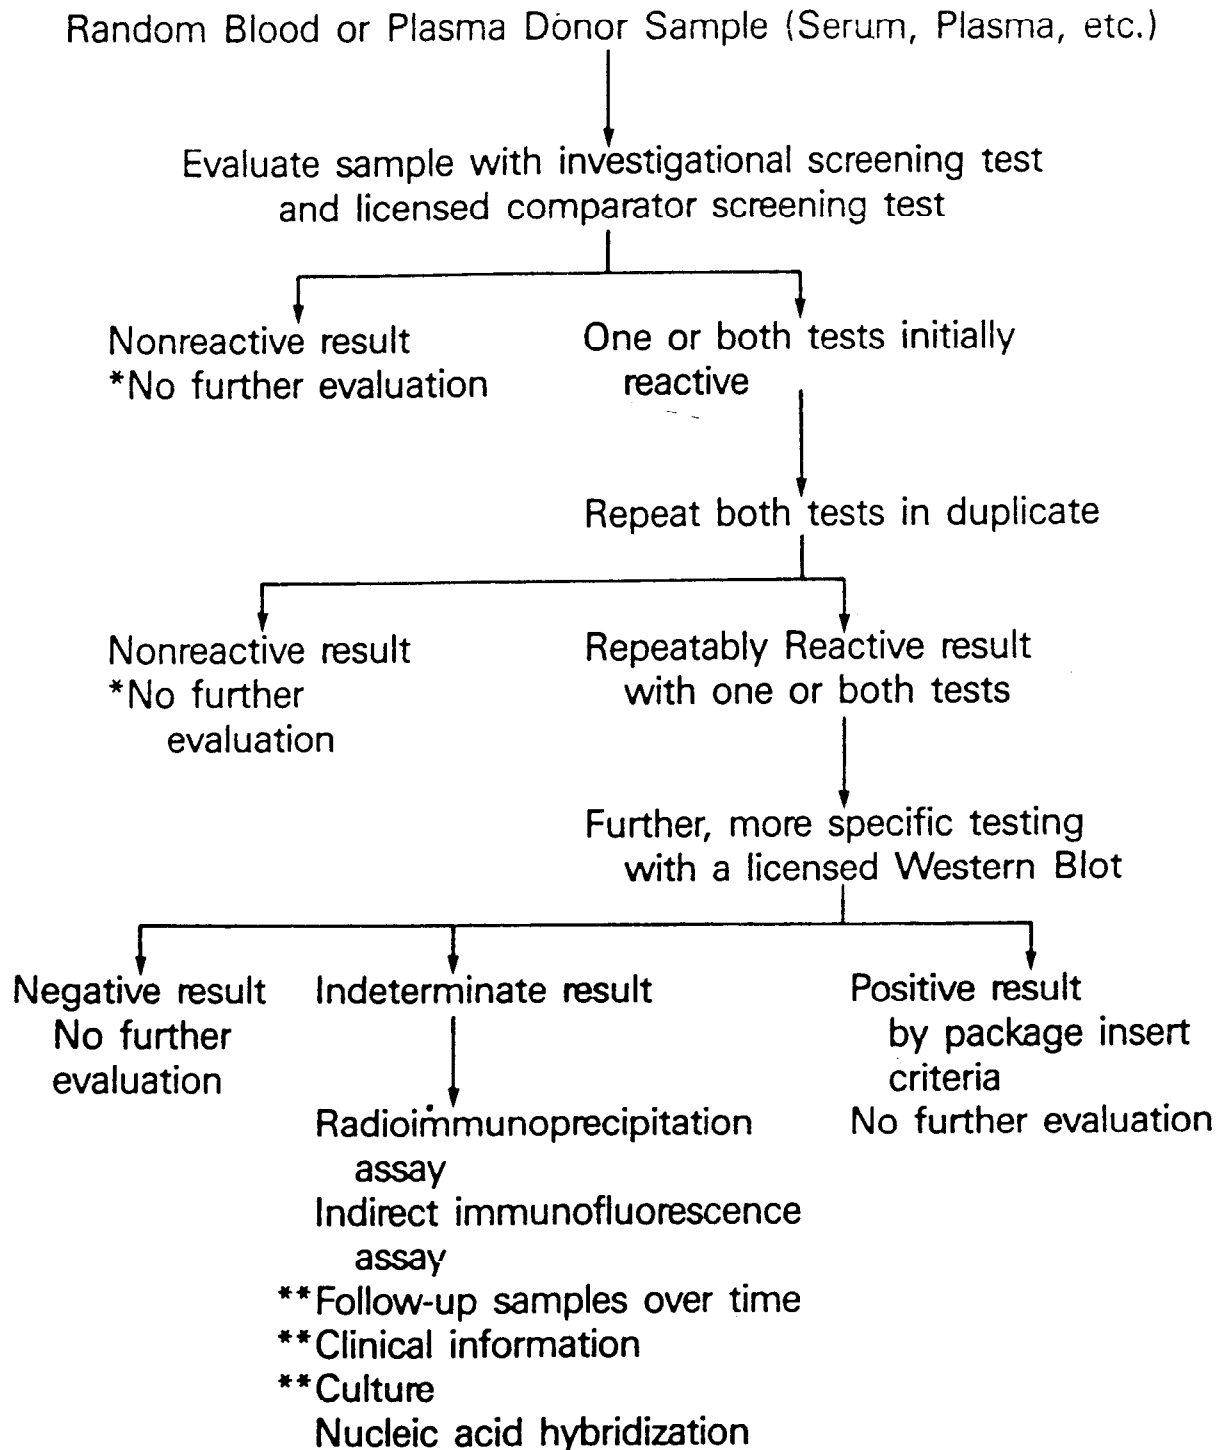 Random Blood or Plasma Donor Sample (Serum, Plasma, etc.)
Evaluate sample with investigational screening test
and licensed comparator screening test
Nonreactive result
*No further evaluation
One or both tests initially
reactive
Repeat both tests in duplicate
Nonreactive result
*No further
evaluation
Repeatably Reactive result
with one or both tests
Further, more specific testing
with a licensed Western Blot
Negative result
No further
evaluation
Indeterminate result
Radioimmunoprecipitation
assay
Indirect immunofluorescence
assay
**Follow-up samples over time
**Clinical information
**Culture
Nucleic acid hybridization
Positive result
by package insert
criteria
No further evaluation